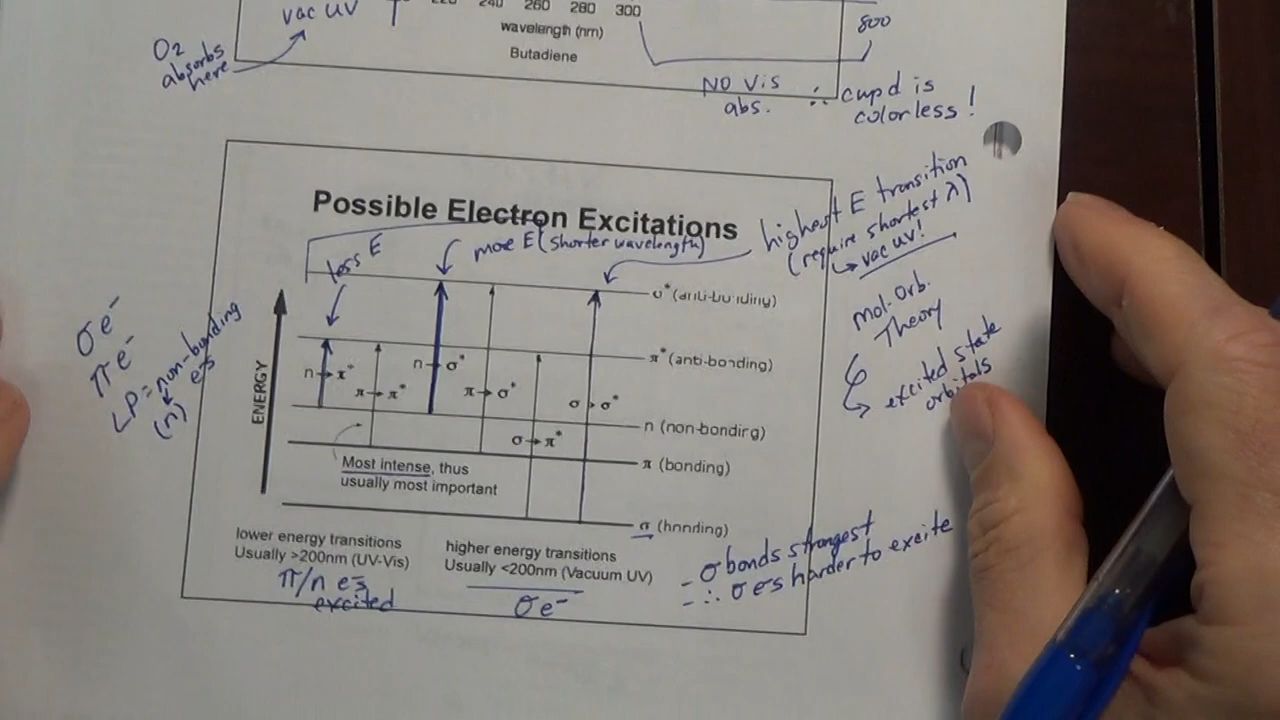 240 260 280 300
wavelength (nm)
Butadiene
vac uv
O2
absorbs
here
800
NO Vis
abs.
∴ cmpd is
colorless!
Possible Electron Excitations
less E
more E (shorter wavelength)
highest E transition
(require shortest λ)
↳ vac uv!
σ* (anti-bonding)
π* (anti-bonding)
n (non-bonding)
π (bonding)
σ (bonding)
mol. Orb.
Theory
↳ excited state
orbitals
σ e⁻
π e⁻
LP = non-bonding
e⁻s
(n)
ENERGY
n→π*
π→π*
n→σ*
π→σ*
σ→π*
σ→σ*
Most intense, thus
usually most important
lower energy transitions
Usually >200nm (UV-Vis)
π/n e⁻s
excited
higher energy transitions
Usually <200nm (Vacuum UV)
σ e⁻
- σ bonds strongest
- ∴ σ e⁻s harder to excite